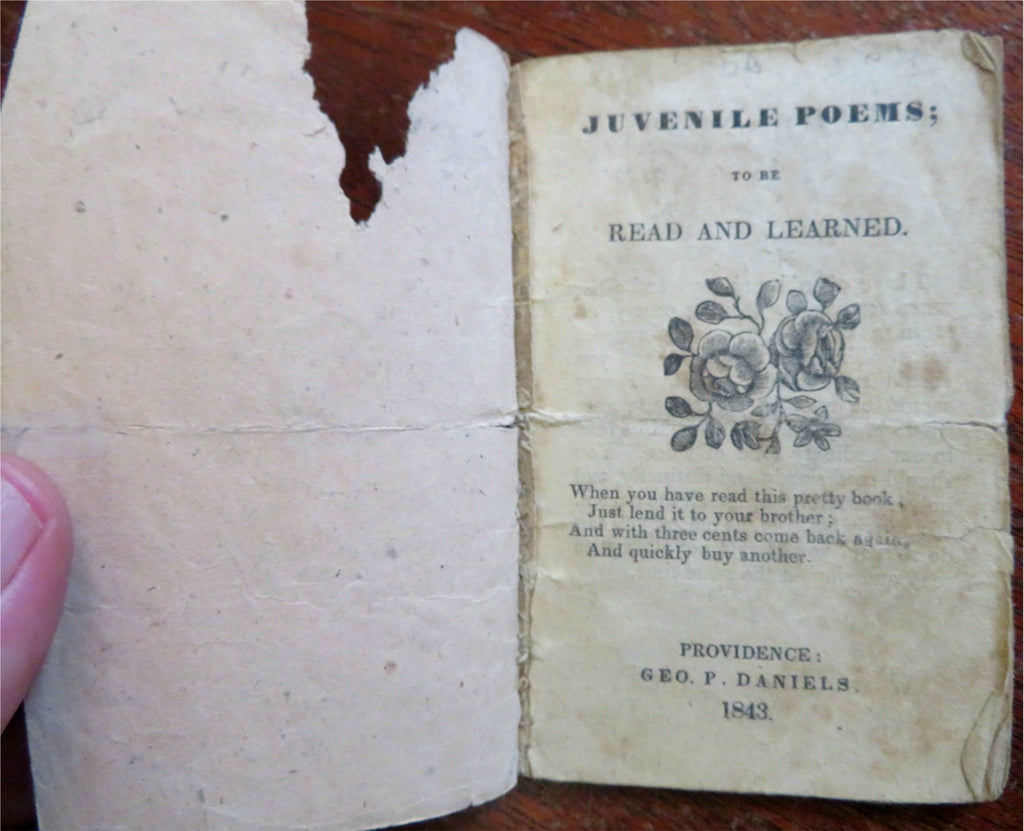 JUVENILE POEMS;
TO BE
READ AND LEARNED.
When you have read this pretty book,
Just lend it to your brother;
And with three cents come back again,
And quickly buy another.
PROVIDENCE:
GEO. P. DANIELS.
1843.